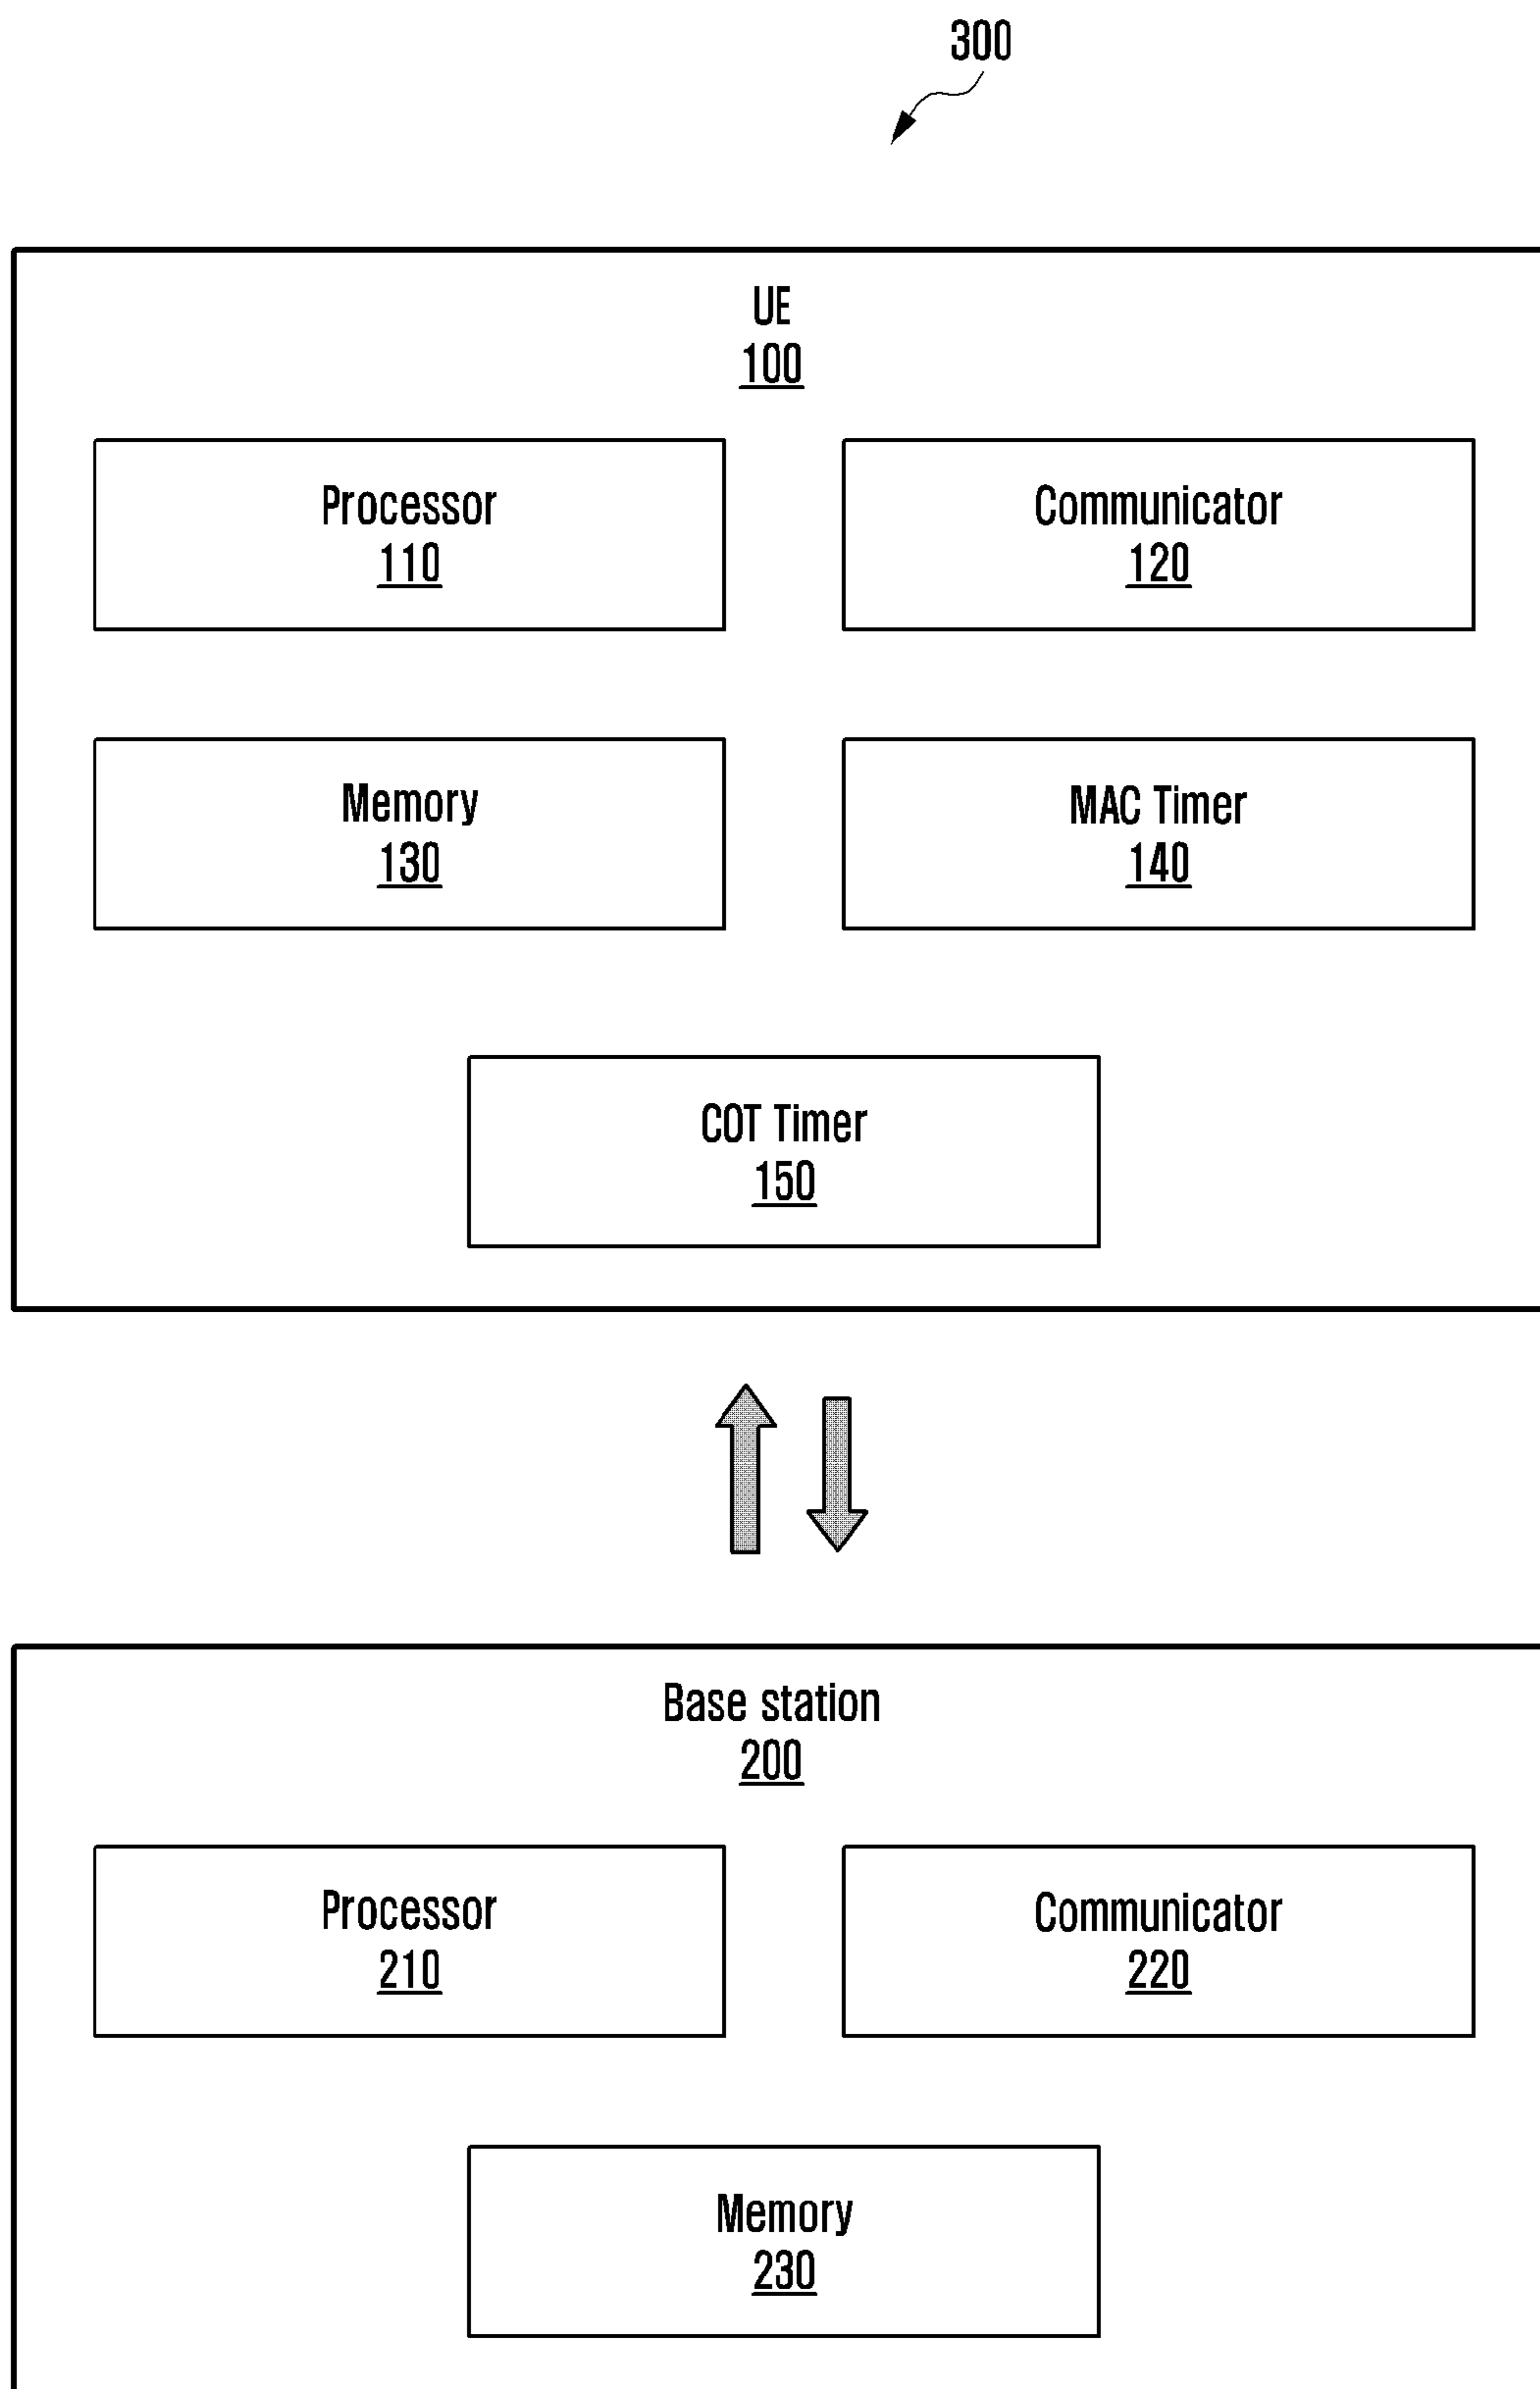 300
UE
100
Processor
110
Communicator
120
Memory
130
MAC Timer
140
COT Timer
150
Base station
200
Processor
210
Communicator
220
Memory
230